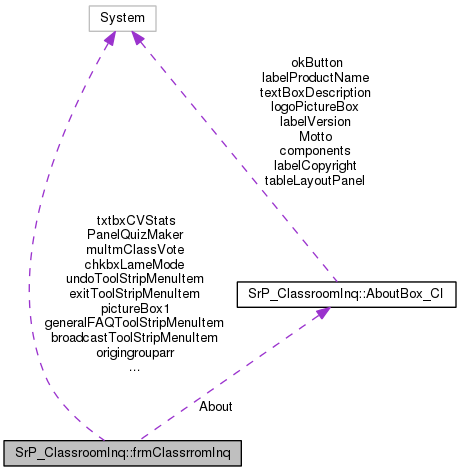 System
okButton
labelProductName
textBoxDescription
logoPictureBox
labelVersion
Motto
components
labelCopyright
tableLayoutPanel
txtbxCVStats
PanelQuizMaker
multmClassVote
chkbxLameMode
undoToolStripMenuItem
exitToolStripMenuItem
pictureBox1
generalFAQToolStripMenuItem
broadcastToolStripMenuItem
origingrouparr
...
SrP_ClassroomInq::AboutBox_CI
About
SrP_ClassroomInq::frmClassrromInq